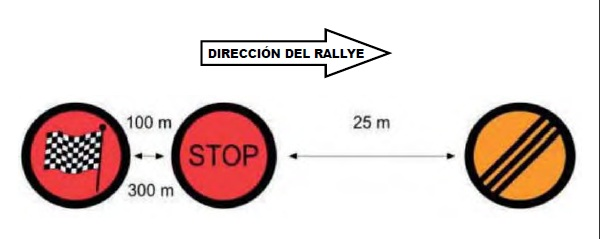 DIRECCIÓN DEL RALLYE
100 m
300 m
STOP
25 m